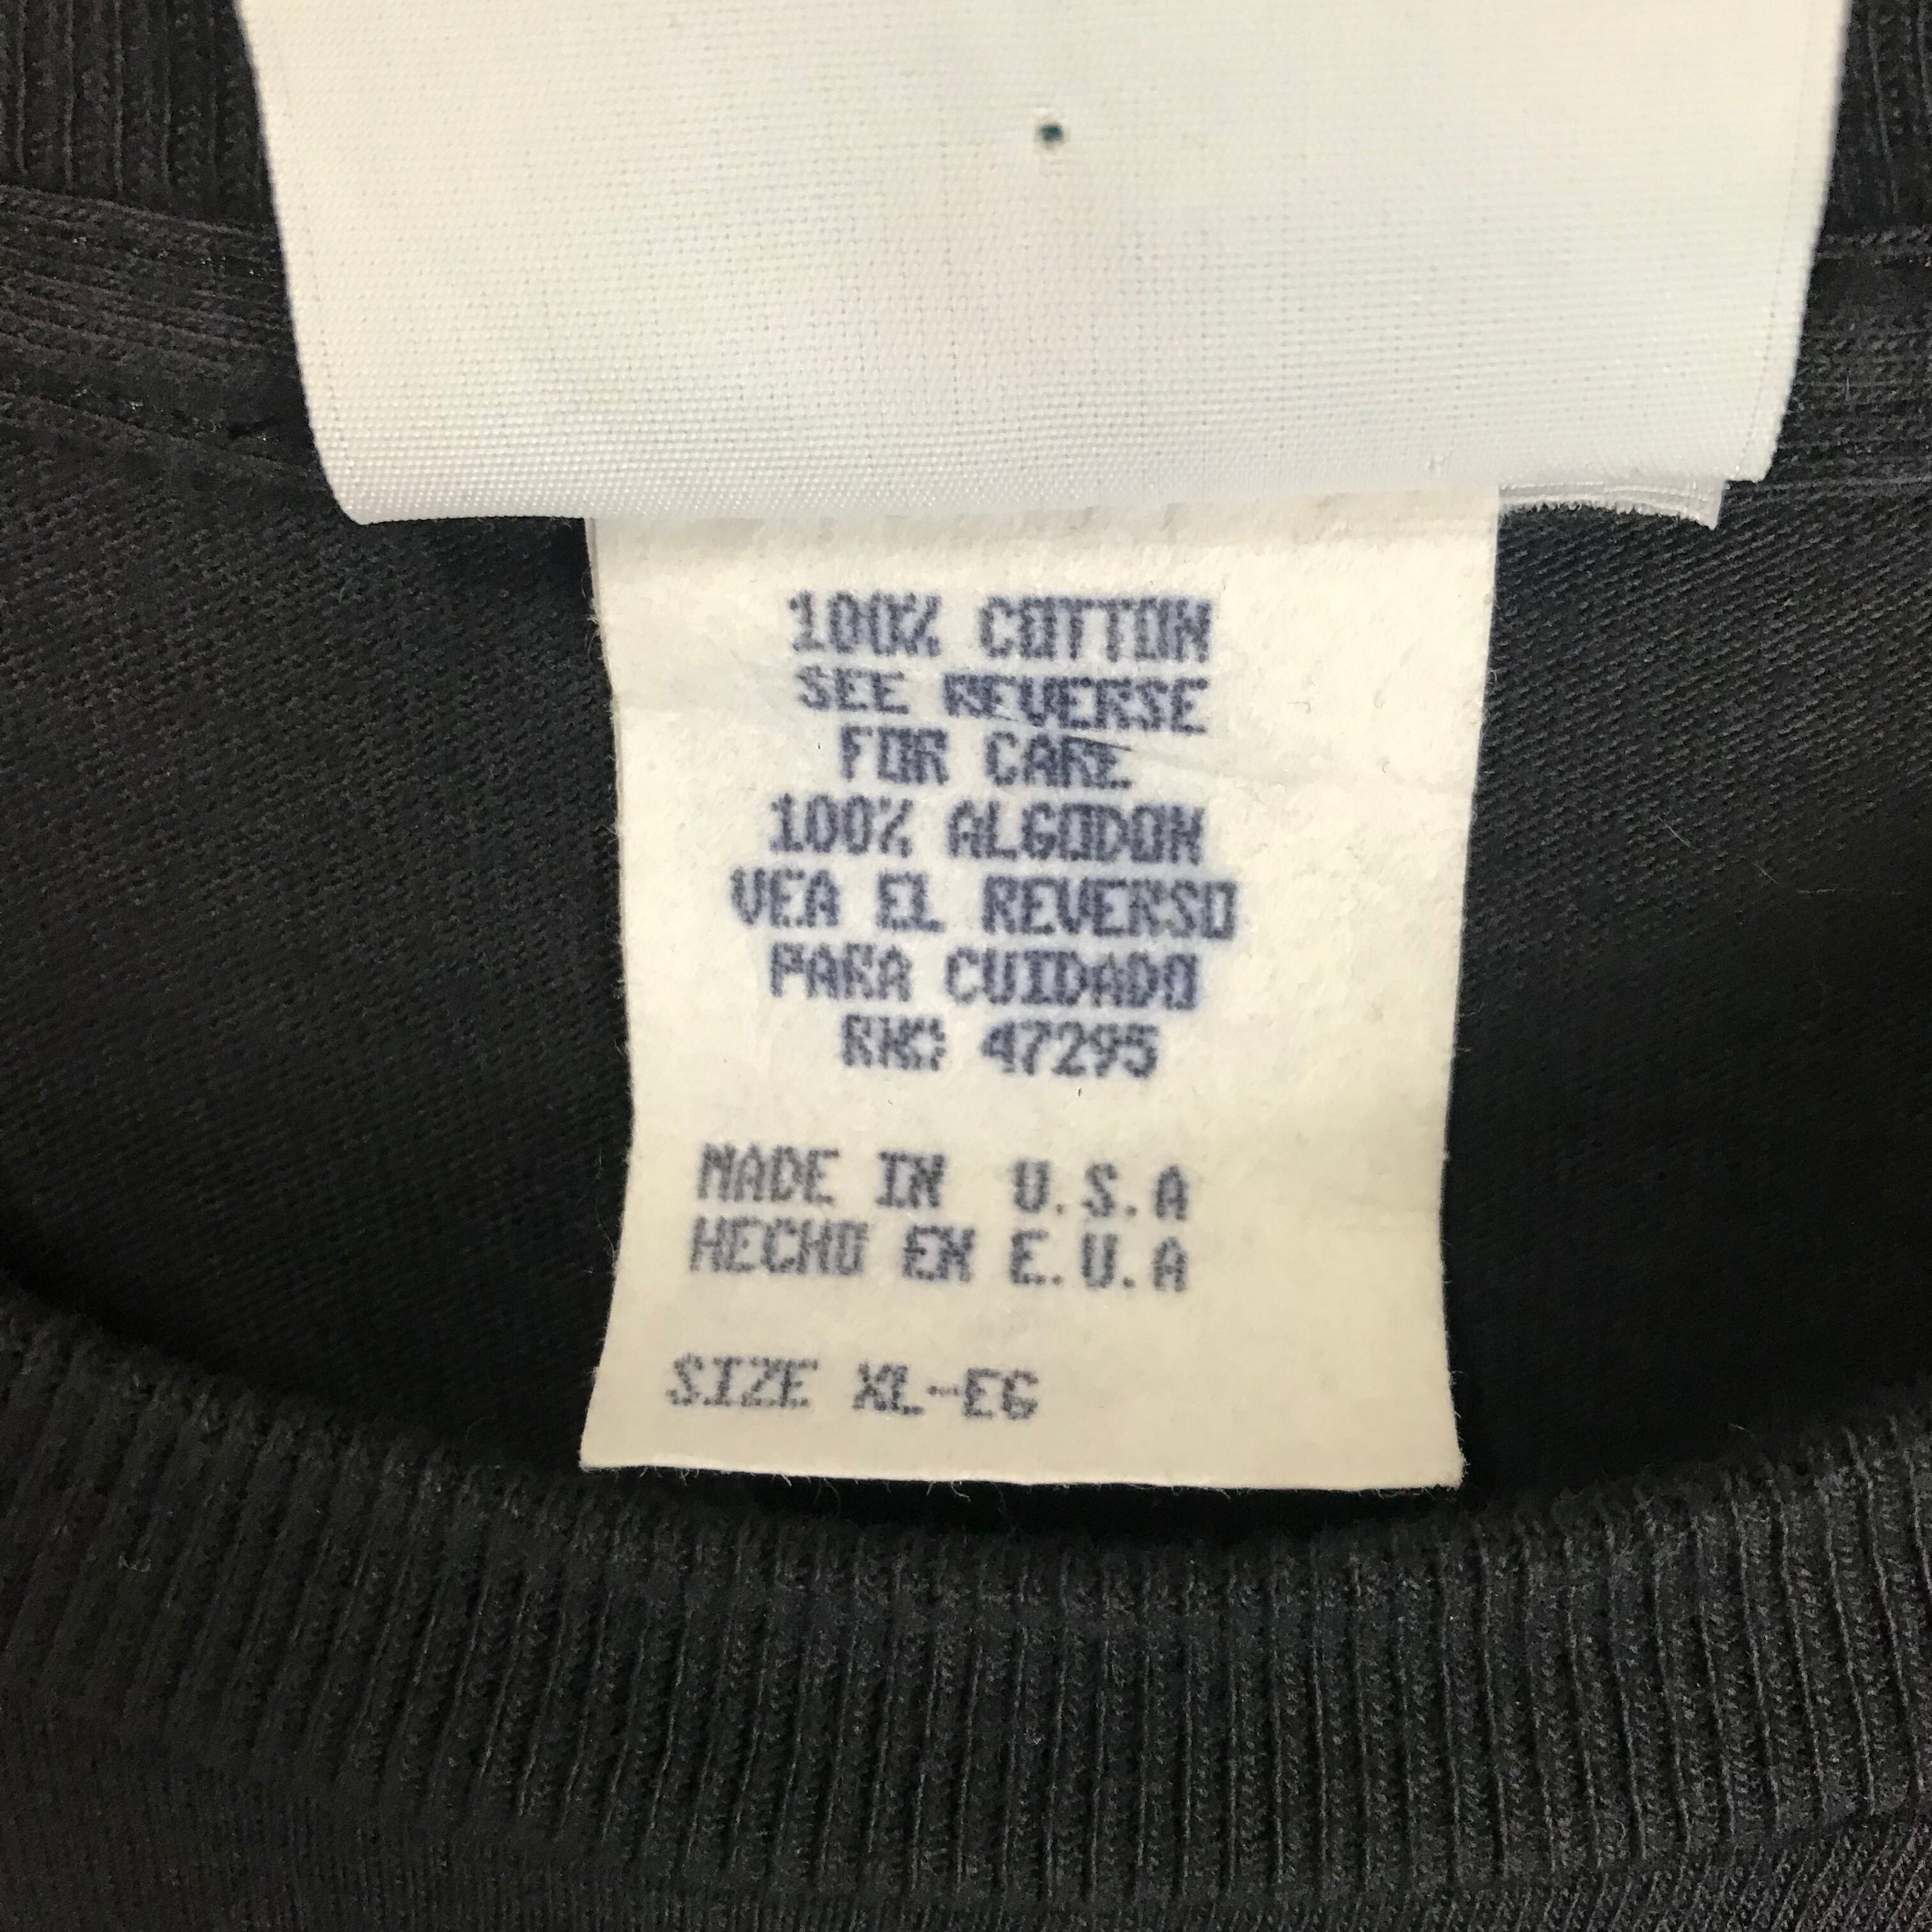 100% COTTON
SEE REVERSE
FOR CARE
100% ALGODON
VEA EL REVERSO
PARA CUIDADO
RN: 47295
MADE IN U.S.A
HECHO EN E.U.A
SIZE XL-EG